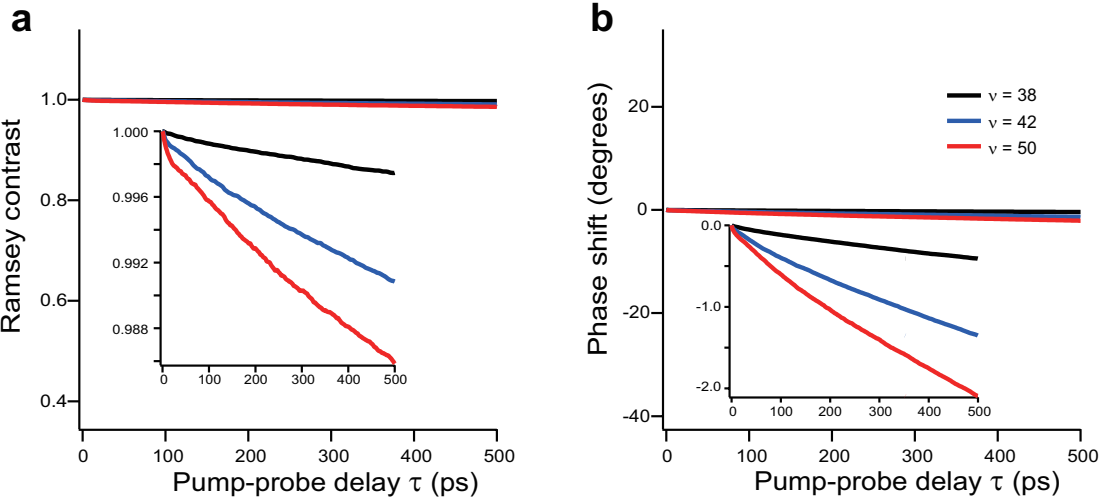 a
Ramsey contrast
1.0
0.8
0.6
0.4
0 100 200 300 400 500
Pump-probe delay τ (ps)
1.000
0.996
0.992
0.988
0 100 200 300 400 500
b
Phase shift (degrees)
20
0
-20
-40
0 100 200 300 400 500
Pump-probe delay τ (ps)
ν = 38
ν = 42
ν = 50
0.0
-1.0
-2.0
0 100 200 300 400 500